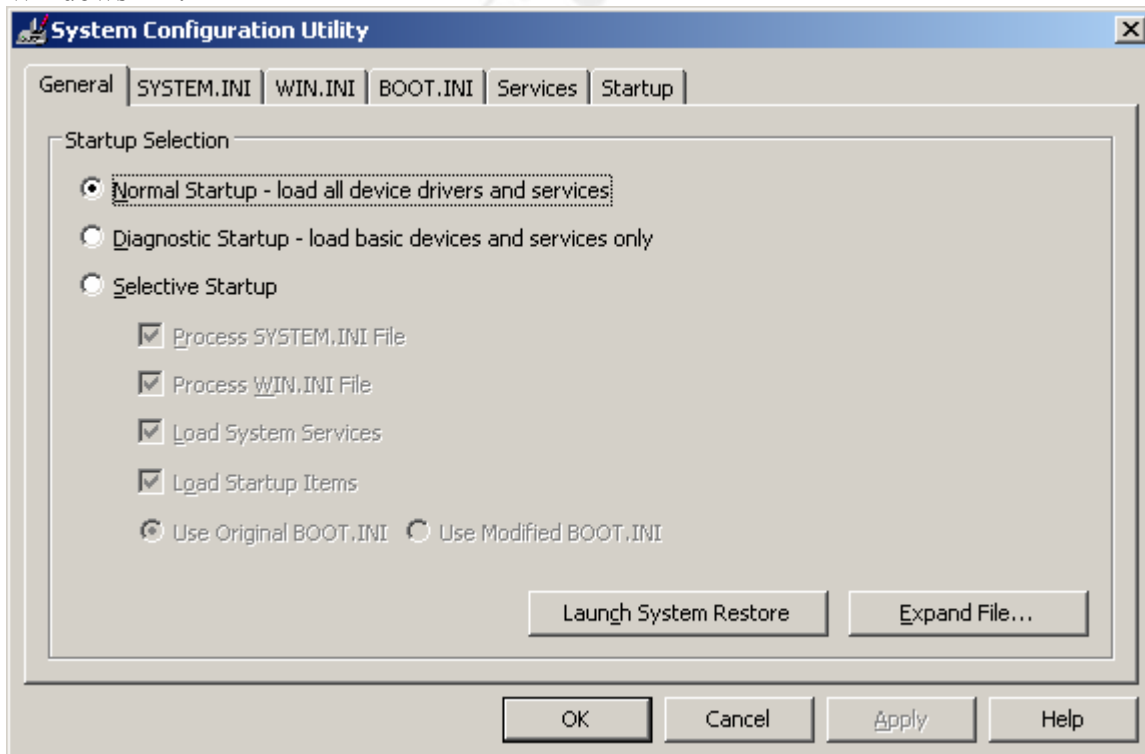 System Configuration Utility
General SYSTEM.INI WIN.INI BOOT.INI Services Startup
Startup Selection
Normal Startup - load all device drivers and services
Diagnostic Startup - load basic devices and services only
Selective Startup
Process SYSTEM.INI File
Process WIN.INI File
Load System Services
Load Startup Items
Use Original BOOT.INI Use Modified BOOT.INI
Launch System Restore Expand File...
OK Cancel Apply Help